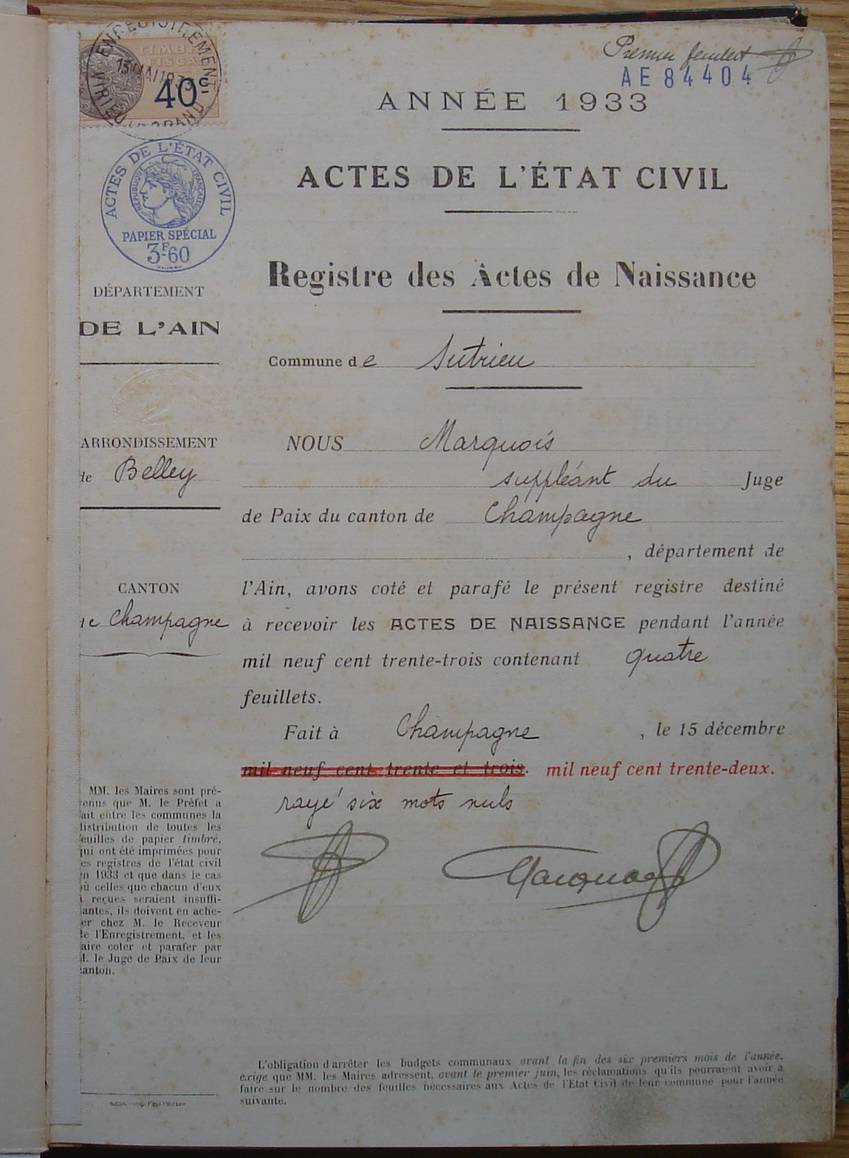 Premier feuillet
AE 84404
ENREGISTREMENT
TIMBRE
FISCAL
40c
ANNÉE 1933
ACTES DE L'ÉTAT CIVIL
ACTES DE L'ÉTAT CIVIL
RÉPUBLIQUE FRANÇAISE
PAPIER SPÉCIAL
3F.60
Registre des Actes de Naissance
DÉPARTEMENT
DE L'AIN
Commune de Sutrieu
ARRONDISSEMENT
de Belley
NOUS Marquois
suppléant du Juge
de Paix du canton de Champagne
, département de
CANTON
de Champagne
l'Ain, avons coté et parafé le présent registre destiné
à recevoir les ACTES DE NAISSANCE pendant l'année
mil neuf cent trente-trois contenant quatre
feuillets.
Fait à Champagne , le 15 décembre
mil neuf cent trente et trois. mil neuf cent trente-deux.
rayé six mots nuls
Marquois
MM. les Maires sont pré-
venus que M. le Préfet a
fait entre les communes la
distribution de toutes les
feuilles de papier timbré,
qui ont été imprimées pour
les registres de l'état civil
en 1933 et que dans le cas
où celles que chacun d'eux
a reçues seraient insuffi-
santes, ils doivent en ache-
ter chez M. le Receveur
de l'Enregistrement, et les
faire coter et parafer par
M. le Juge de Paix de leur
canton.
L'obligation d'arrêter les budgets communaux avant la fin des six premiers mois de l'année,
exige que MM. les Maires adressent, avant le premier juin, les réclamations qu'ils pourraient avoir à
faire sur le nombre des feuilles nécessaires aux Actes de l'État Civil de leur commune pour l'année
suivante.